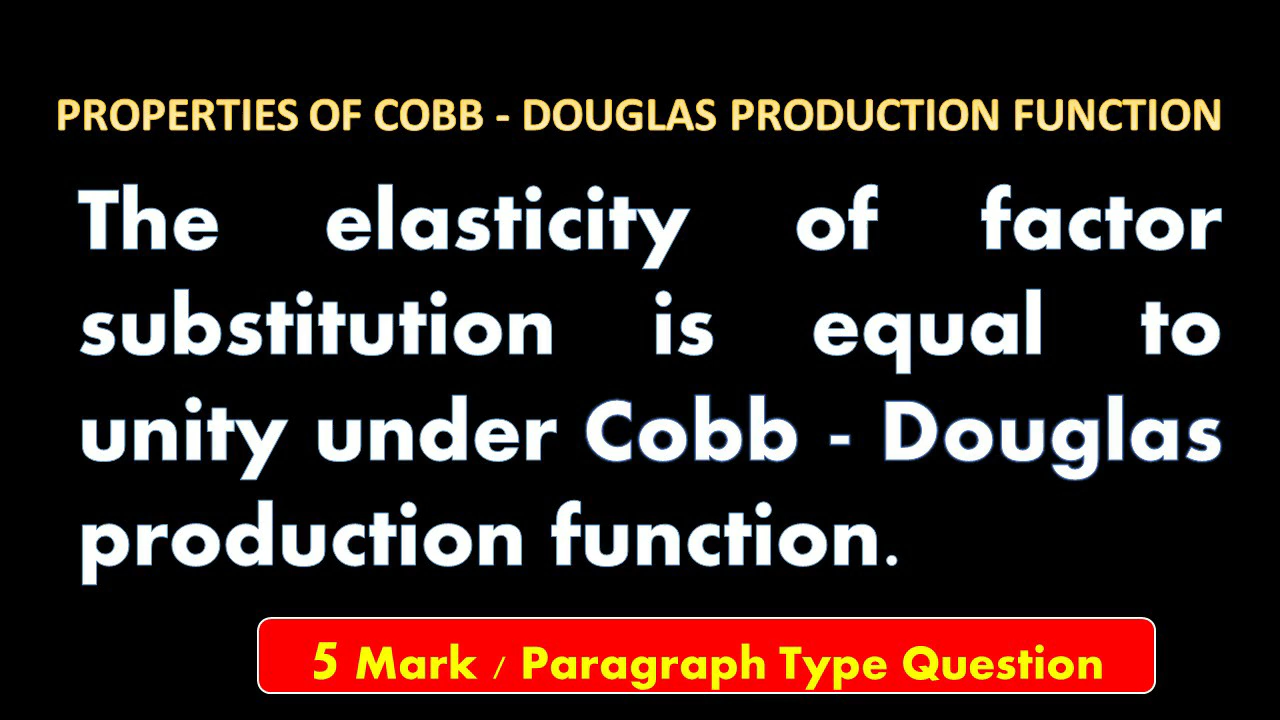 PROPERTIES OF COBB - DOUGLAS PRODUCTION FUNCTION
The elasticity of factor
substitution is equal to
unity under Cobb - Douglas
production function.
5 Mark / Paragraph Type Question